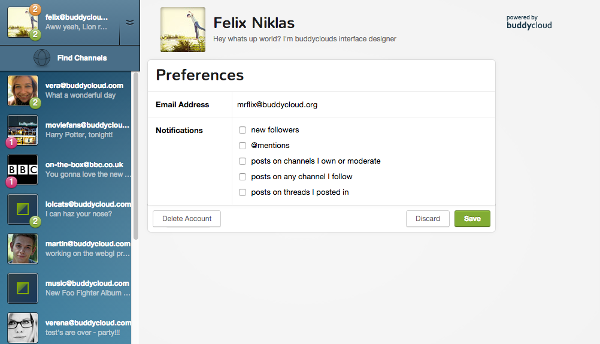 felix@buddycloud.com
2
Aww yeah, Lion r...
2
Find Channels
vera@buddycloud.com
What a wonderful day
2
moviefans@buddycloud...
Harry Potter, tonight!
1
on-the-box@bbc.co.uk
BBC
You gonna love the new ...
1
lolcats@buddycloud.com
I can haz your nose?
2
martin@buddycloud.com
working on the webgl pr...
music@buddycloud.com
New Foo Fighter Album ...
verena@buddycloud.com
test's are over - party!!!
Felix Niklas
Hey whats up world? I'm buddyclouds interface designer
powered by
buddycloud
Preferences
Email Address mrflix@buddycloud.org
Notifications new followers
@mentions
posts on channels I own or moderate
posts on any channel I follow
posts on threads I posted in
Delete Account Discard Save